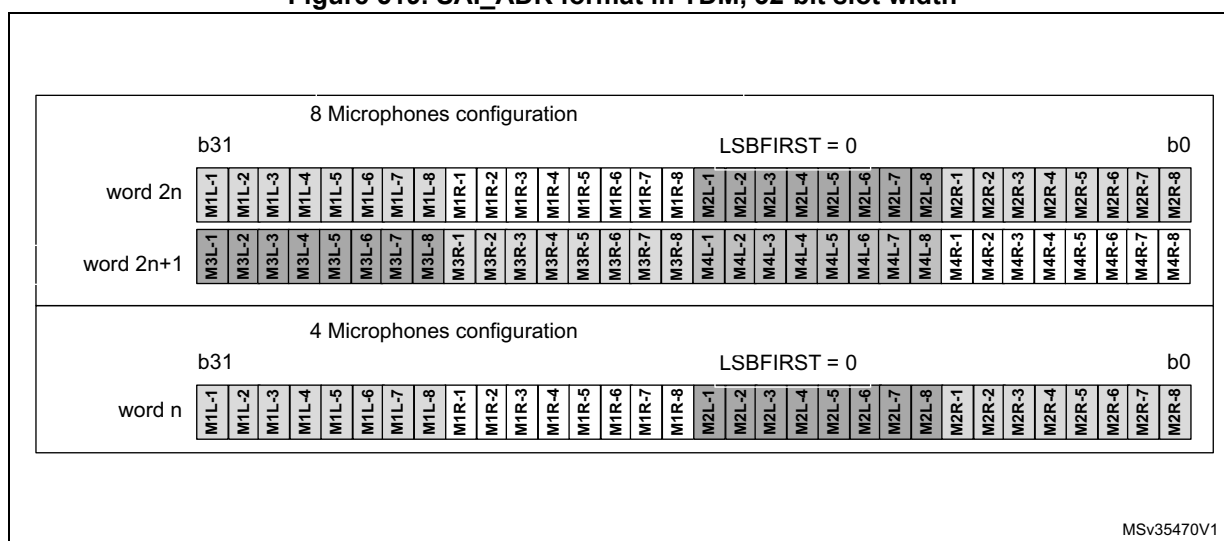 8 Microphones configuration
b31 LSBFIRST = 0 b0
word 2n M1L-1 M1L-2 M1L-3 M1L-4 M1L-5 M1L-6 M1L-7 M1L-8 M1R-1 M1R-2 M1R-3 M1R-4 M1R-5 M1R-6 M1R-7 M1R-8 M2L-1 M2L-2 M2L-3 M2L-4 M2L-5 M2L-6 M2L-7 M2L-8 M2R-1 M2R-2 M2R-3 M2R-4 M2R-5 M2R-6 M2R-7 M2R-8
word 2n+1 M3L-1 M3L-2 M3L-3 M3L-4 M3L-5 M3L-6 M3L-7 M3L-8 M3R-1 M3R-2 M3R-3 M3R-4 M3R-5 M3R-6 M3R-7 M3R-8 M4L-1 M4L-2 M4L-3 M4L-4 M4L-5 M4L-6 M4L-7 M4L-8 M4R-1 M4R-2 M4R-3 M4R-4 M4R-5 M4R-6 M4R-7 M4R-8
4 Microphones configuration
b31 LSBFIRST = 0 b0
word n M1L-1 M1L-2 M1L-3 M1L-4 M1L-5 M1L-6 M1L-7 M1L-8 M1R-1 M1R-2 M1R-3 M1R-4 M1R-5 M1R-6 M1R-7 M1R-8 M2L-1 M2L-2 M2L-3 M2L-4 M2L-5 M2L-6 M2L-7 M2L-8 M2R-1 M2R-2 M2R-3 M2R-4 M2R-5 M2R-6 M2R-7 M2R-8
MSv35470V1